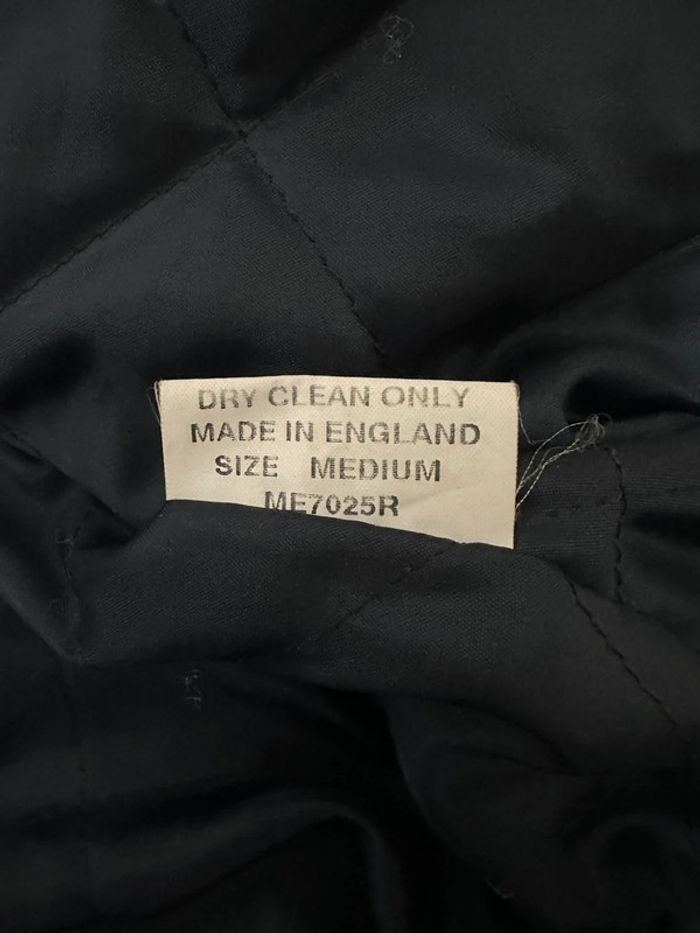 DRY CLEAN ONLY
MADE IN ENGLAND
SIZE MEDIUM
ME7025R